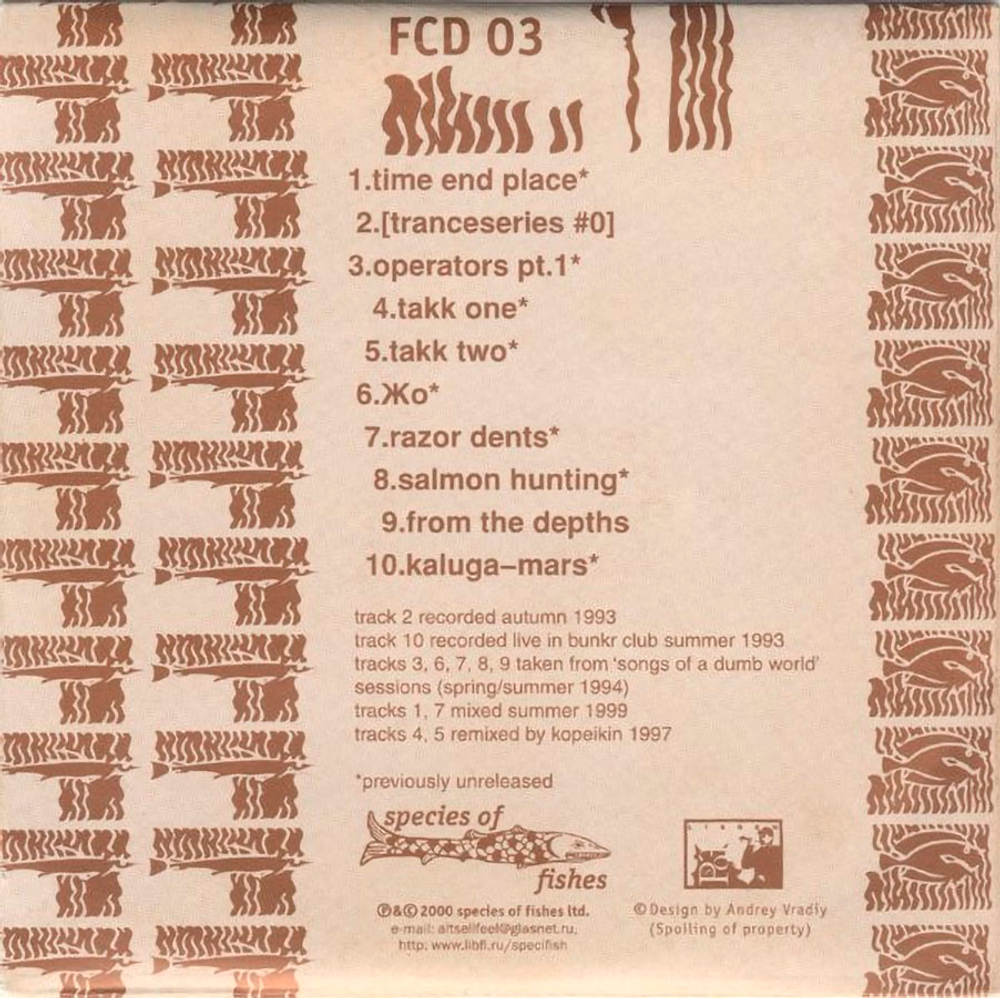 FCD 03
1.time end place*
2.[tranceseries #0]
3.operators pt.1*
4.takk one*
5.takk two*
6.Жо*
7.razor dents*
8.salmon hunting*
9.from the depths
10.kaluga–mars*
track 2 recorded autumn 1993
track 10 recorded live in bunkr club summer 1993
tracks 3, 6, 7, 8, 9 taken from ‘songs of a dumb world’
sessions (spring/summer 1994)
tracks 1, 7 mixed summer 1999
tracks 4, 5 remixed by kopeikin 1997
*previously unreleased
species of
fishes
℗&© 2000 species of fishes ltd.
e-mail: altselfeel@glasnet.ru,
http: www.libfl.ru/specifish
© Design by Andrey Vradiy
(Spoiling of property)